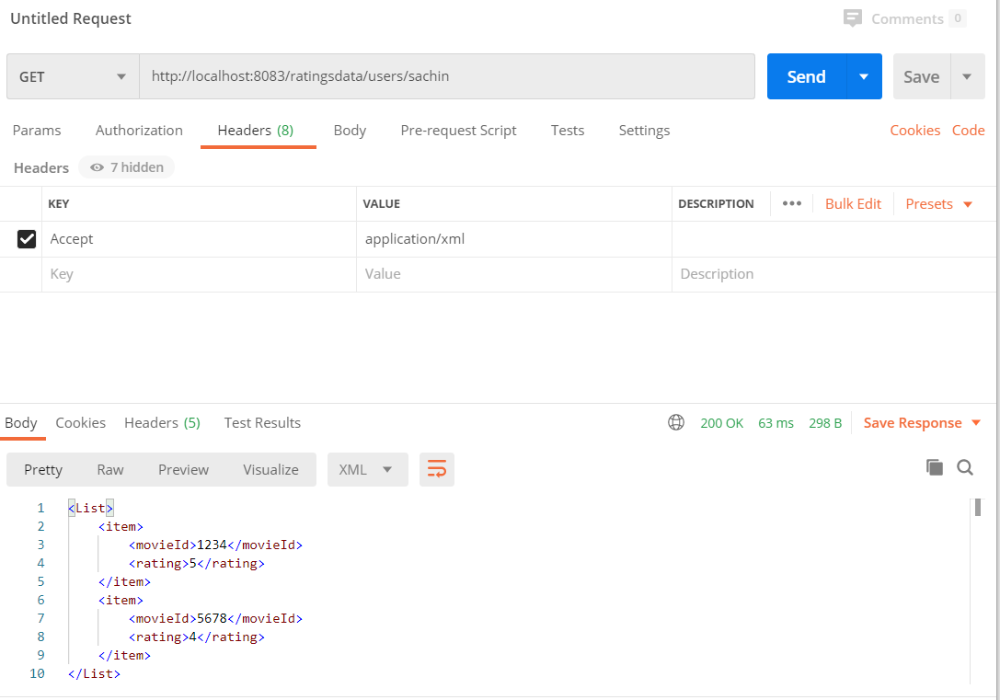 Untitled Request
Comments 0
GET http://localhost:8083/ratingsdata/users/sachin Send Save
Params Authorization Headers (8) Body Pre-request Script Tests Settings Cookies Code
Headers 7 hidden
KEY VALUE DESCRIPTION ••• Bulk Edit Presets
Accept application/xml
Key Value Description
Body Cookies Headers (5) Test Results 200 OK 63 ms 298 B Save Response
Pretty Raw Preview Visualize XML
1 <List>
2 <item>
3 <movieId>1234</movieId>
4 <rating>5</rating>
5 </item>
6 <item>
7 <movieId>5678</movieId>
8 <rating>4</rating>
9 </item>
10 </List>